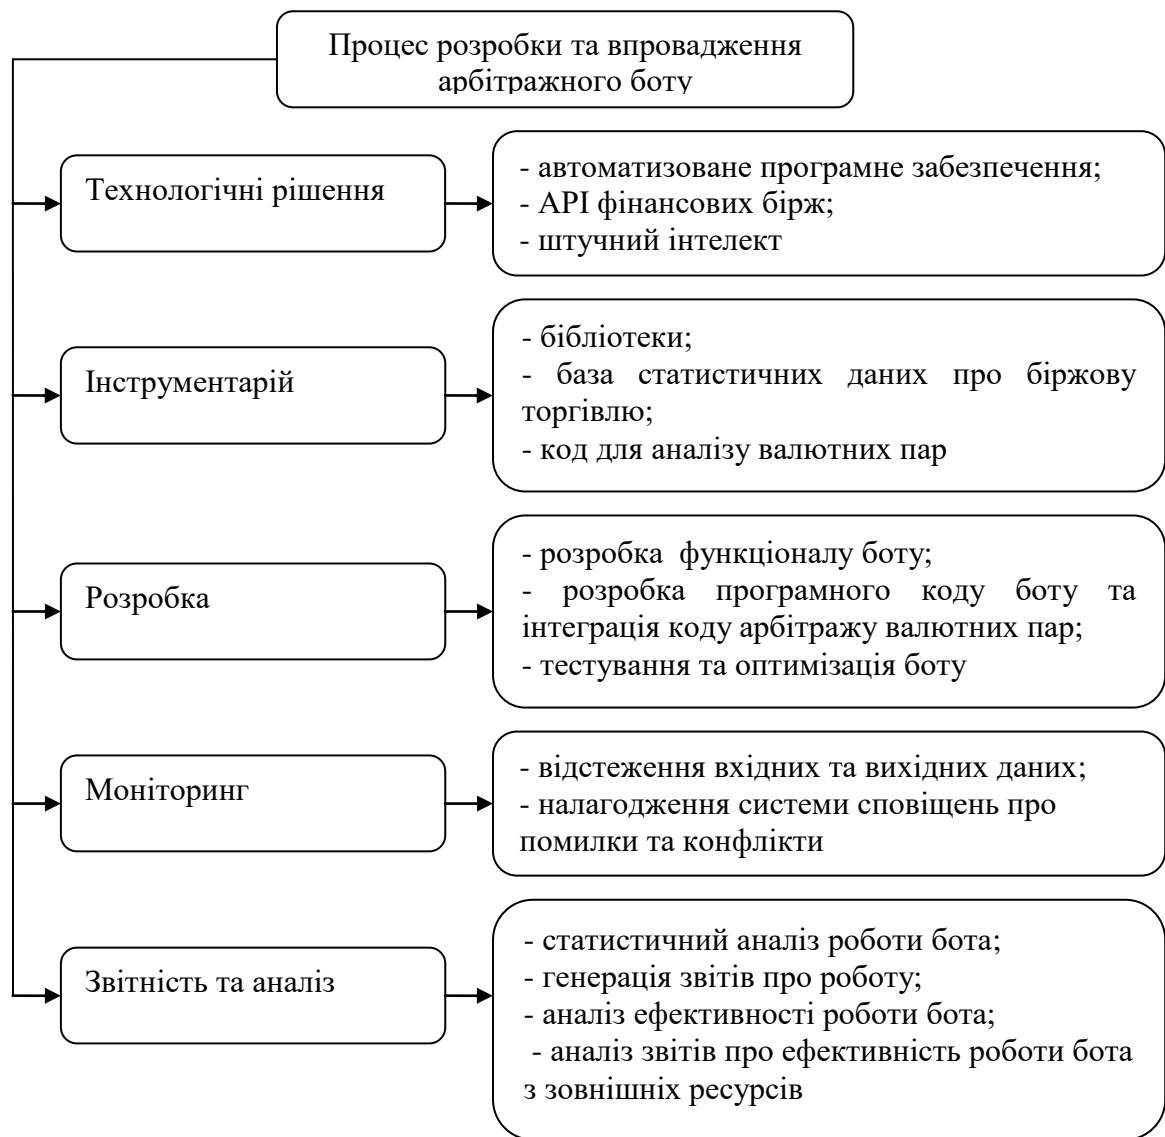 Процес розробки та впровадження
арбітражного боту
Технологічні рішення
- автоматизоване програмне забезпечення;
- API фінансових бірж;
- штучний інтелект
Інструментарій
- бібліотеки;
- база статистичних даних про біржову
торгівлю;
- код для аналізу валютних пар
Розробка
- розробка функціоналу боту;
- розробка програмного коду боту та
інтеграція коду арбітражу валютних пар;
- тестування та оптимізація боту
Моніторинг
- відстеження вхідних та вихідних даних;
- налагодження системи сповіщень про
помилки та конфлікти
Звітність та аналіз
- статистичний аналіз роботи бота;
- генерація звітів про роботу;
- аналіз ефективності роботи бота;
- аналіз звітів про ефективність роботи бота
з зовнішніх ресурсів